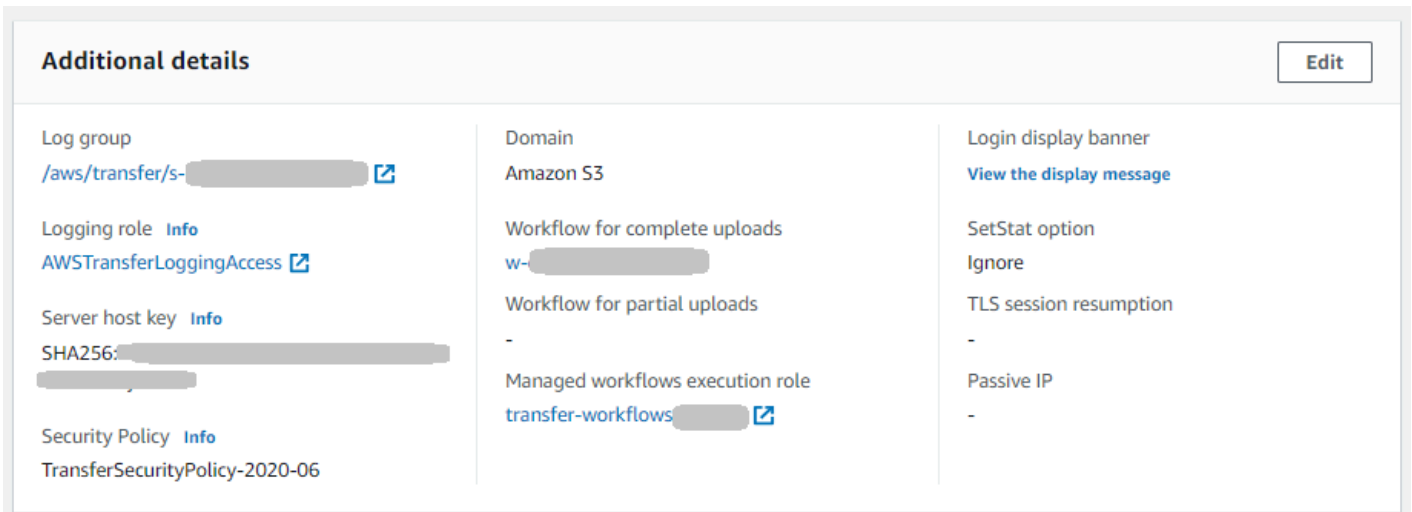 Additional details
Edit
Log group
/aws/transfer/s-
Logging role Info
AWSTransferLoggingAccess
Server host key Info
SHA256:
Security Policy Info
TransferSecurityPolicy-2020-06
Domain
Amazon S3
Workflow for complete uploads
w-
Workflow for partial uploads
-
Managed workflows execution role
transfer-workflows
Login display banner
View the display message
SetStat option
Ignore
TLS session resumption
-
Passive IP
-